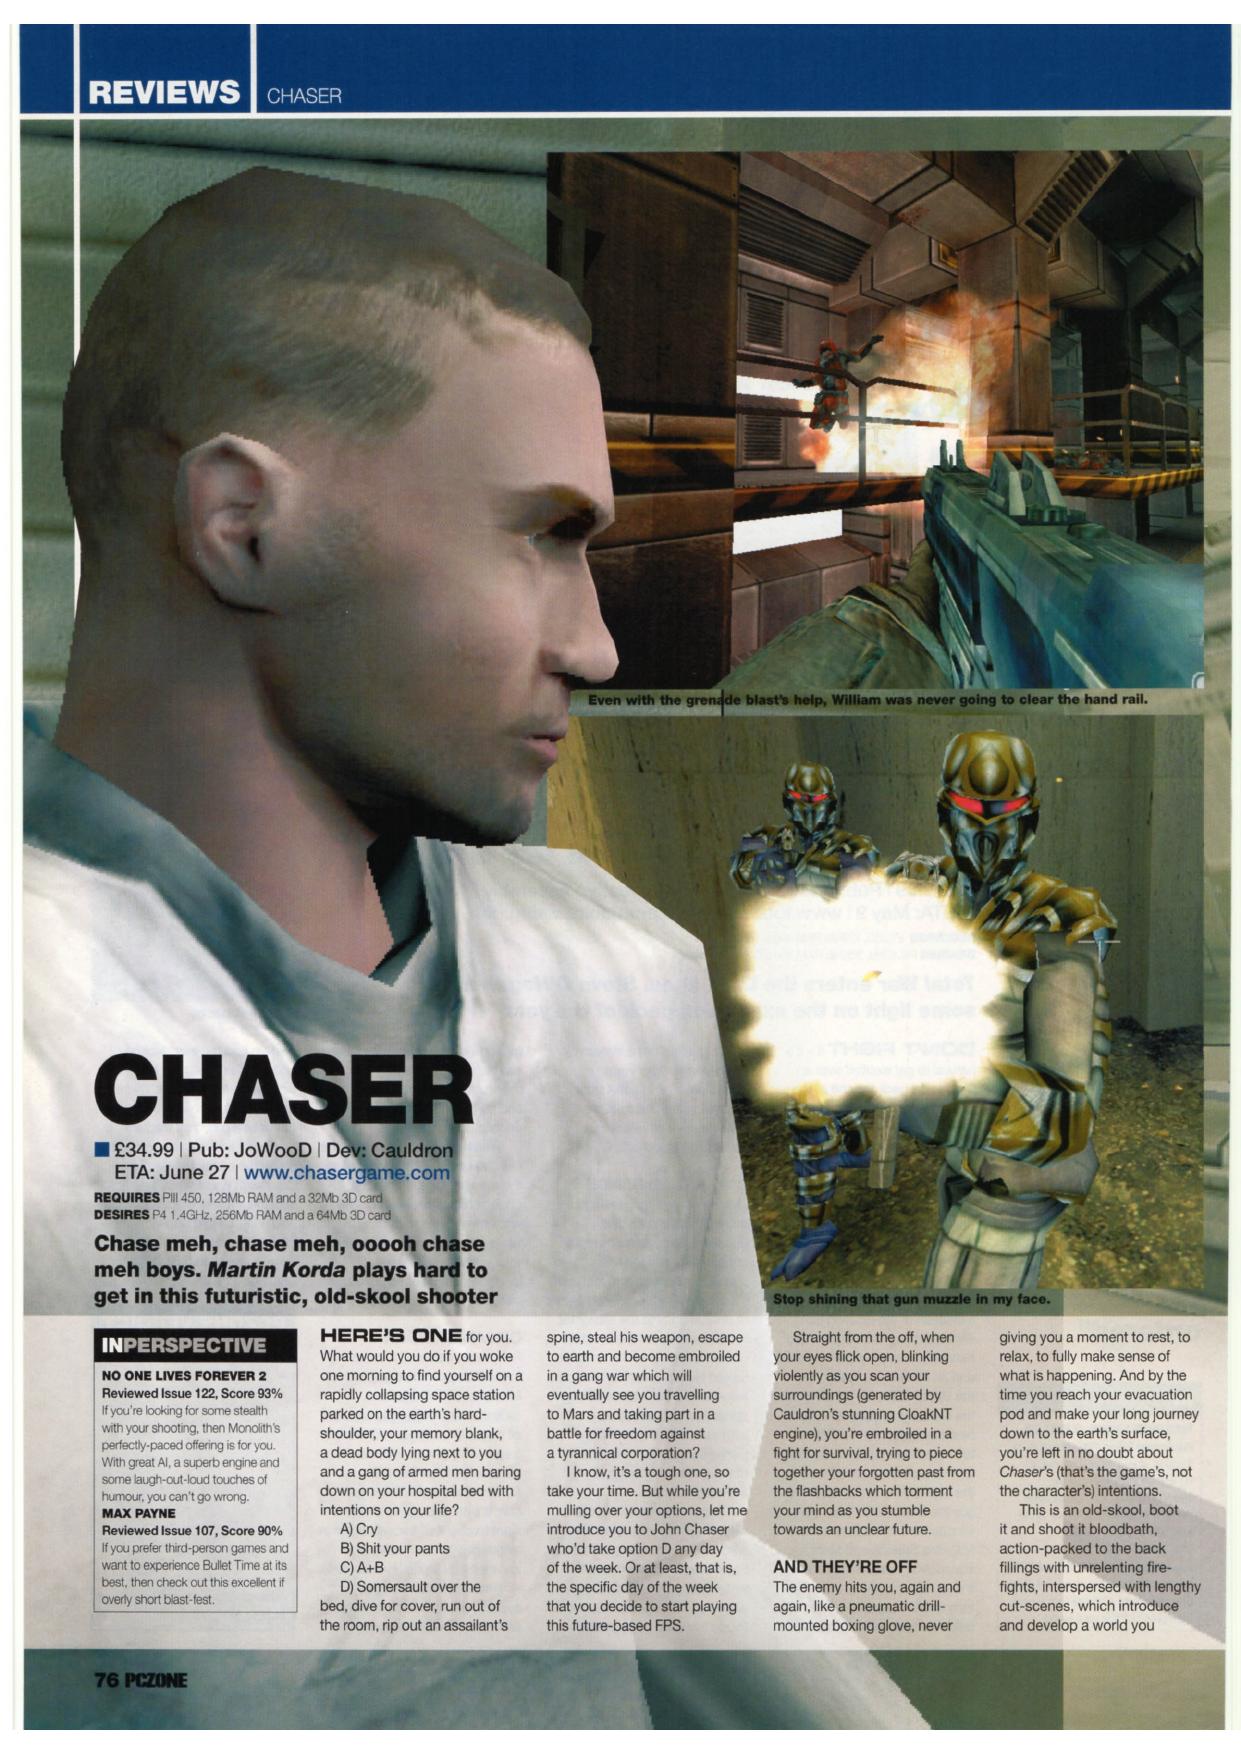 REVIEWS
CHASER
Even with the grenade blast's help, William was never going to clear the hand rail.
Stop shining that gun muzzle in my face.
CHASER
£34.99 | Pub: JoWooD | Dev: Cauldron
ETA: June 27 | www.chasergame.com
REQUIRES PIII 450, 128Mb RAM and a 32Mb 3D card
DESIRES P4 1.4GHz, 256Mb RAM and a 64Mb 3D card
Chase meh, chase meh, ooooh chase
meh boys. Martin Korda plays hard to
get in this futuristic, old-skool shooter
INPERSPECTIVE
NO ONE LIVES FOREVER 2
Reviewed Issue 122, Score 93%
If you're looking for some stealth
with your shooting, then Monolith's
perfectly-paced offering is for you.
With great AI, a superb engine and
some laugh-out-loud touches of
humour, you can't go wrong.
MAX PAYNE
Reviewed Issue 107, Score 90%
If you prefer third-person games and
want to experience Bullet Time at its
best, then check out this excellent if
overly short blast-fest.
HERE'S ONE for you.
What would you do if you woke
one morning to find yourself on a
rapidly collapsing space station
parked on the earth's hard-
shoulder, your memory blank,
a dead body lying next to you
and a gang of armed men baring
down on your hospital bed with
intentions on your life?
A) Cry
B) Shit your pants
C) A+B
D) Somersault over the
bed, dive for cover, run out of
the room, rip out an assailant's
spine, steal his weapon, escape
to earth and become embroiled
in a gang war which will
eventually see you travelling
to Mars and taking part in a
battle for freedom against
a tyrannical corporation?
I know, it's a tough one, so
take your time. But while you're
mulling over your options, let me
introduce you to John Chaser
who'd take option D any day
of the week. Or at least, that is,
the specific day of the week
that you decide to start playing
this future-based FPS.
Straight from the off, when
your eyes flick open, blinking
violently as you scan your
surroundings (generated by
Cauldron's stunning CloakNT
engine), you're embroiled in a
fight for survival, trying to piece
together your forgotten past from
the flashbacks which torment
your mind as you stumble
towards an unclear future.
AND THEY'RE OFF
The enemy hits you, again and
again, like a pneumatic drill-
mounted boxing glove, never
giving you a moment to rest, to
relax, to fully make sense of
what is happening. And by the
time you reach your evacuation
pod and make your long journey
down to the earth's surface,
you're left in no doubt about
Chaser's (that's the game's, not
the character's) intentions.
This is an old-skool, boot
it and shoot it bloodbath,
action-packed to the back
fillings with unrelenting fire-
fights, interspersed with lengthy
cut-scenes, which introduce
and develop a world you
76 PCZONE